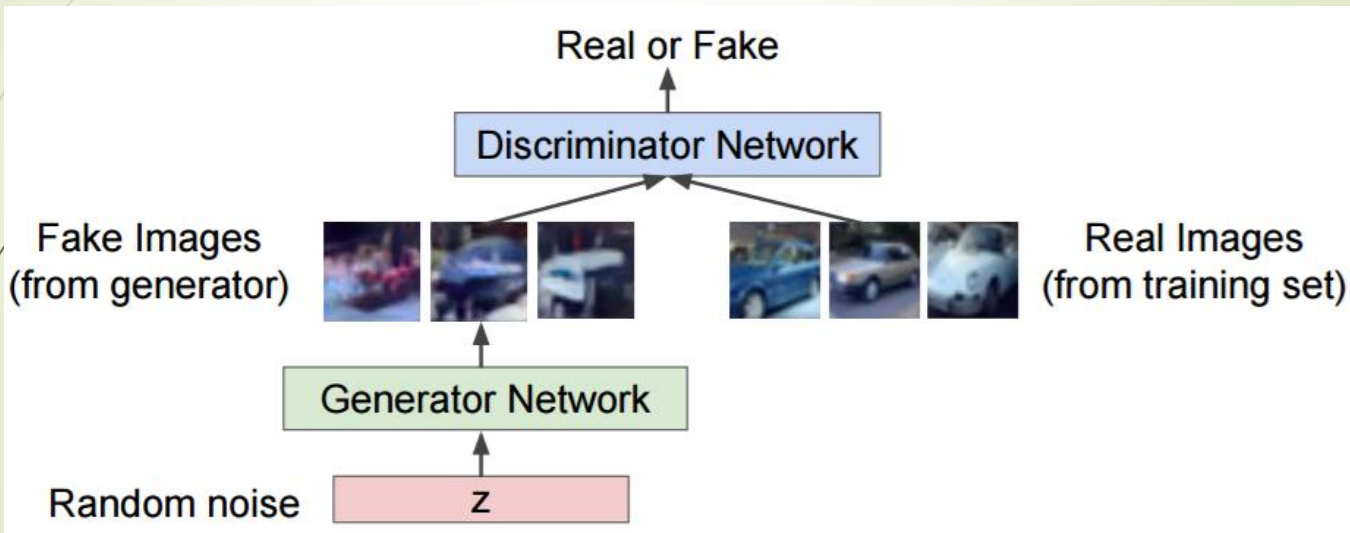 Real or Fake
Discriminator Network
Fake Images
(from generator)
Real Images
(from training set)
Generator Network
Random noise
z